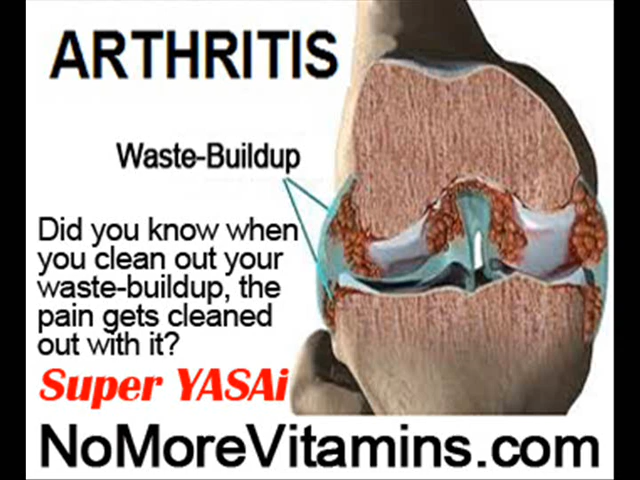 ARTHRITIS
Waste-Buildup
Did you know when
you clean out your
waste-buildup, the
pain gets cleaned
out with it?
Super YASAi
NoMoreVitamins.com